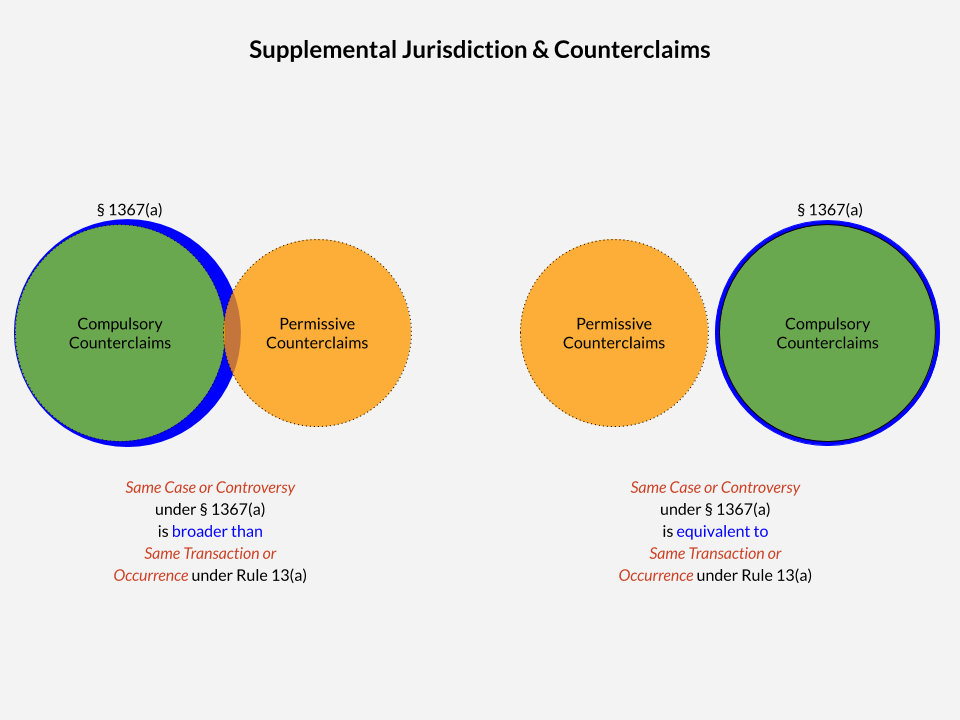 Supplemental Jurisdiction & Counterclaims
§ 1367(a)
Compulsory
Counterclaims
Permissive
Counterclaims
Same Case or Controversy
under § 1367(a)
is broader than
Same Transaction or
Occurrence under Rule 13(a)
§ 1367(a)
Permissive
Counterclaims
Compulsory
Counterclaims
Same Case or Controversy
under § 1367(a)
is equivalent to
Same Transaction or
Occurrence under Rule 13(a)